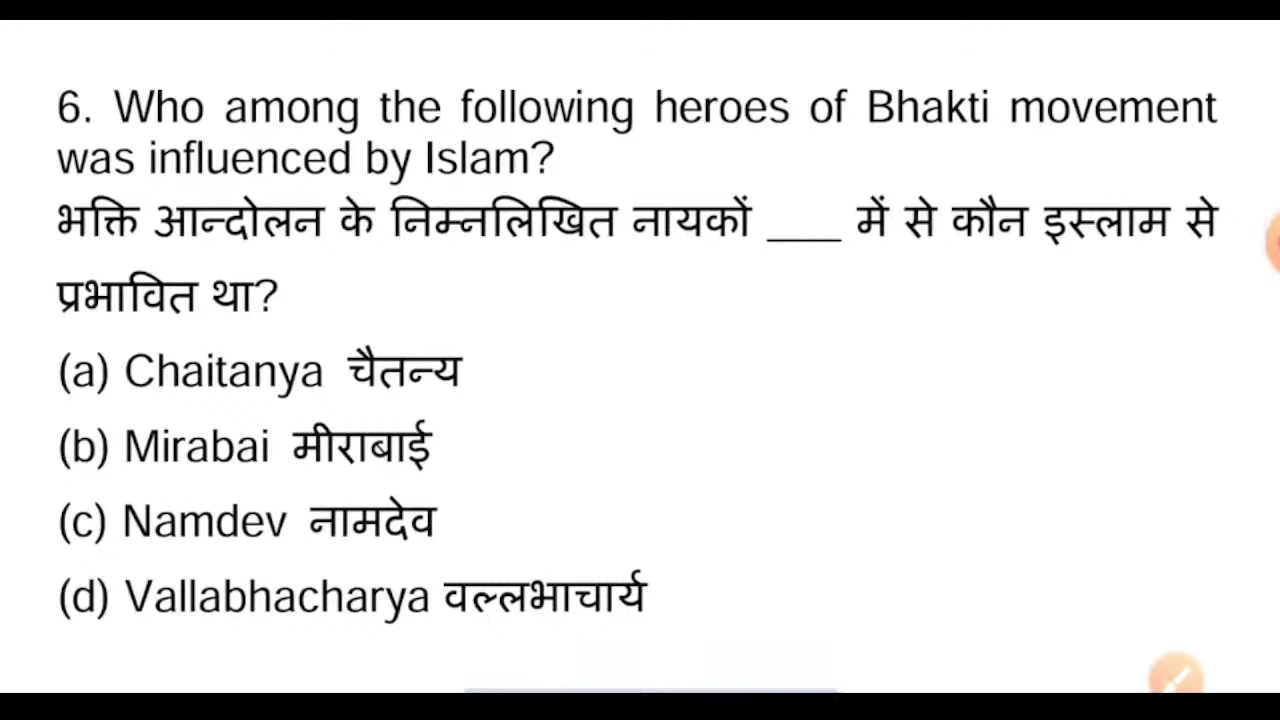 6. Who among the following heroes of Bhakti movement
was influenced by Islam?
भक्ति आन्दोलन के निम्नलिखित नायकों ____ में से कौन इस्लाम से
प्रभावित था?
(a) Chaitanya चैतन्य
(b) Mirabai मीराबाई
(c) Namdev नामदेव
(d) Vallabhacharya वल्लभाचार्य